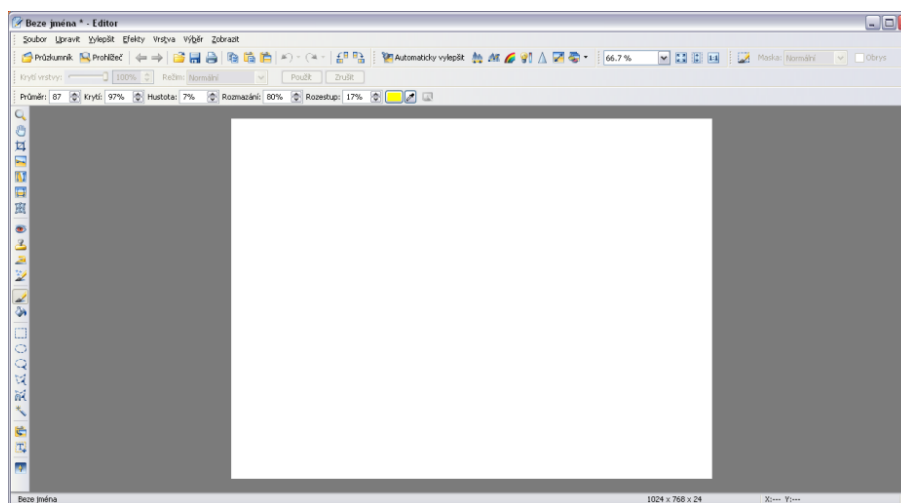 Beze jména * - Editor
Soubor Upravit Vylepšit Efekty Vrstva Výběr Zobrazit
Průzkumník Prohlížeč Automaticky vylepšit 66.7 % Maska: Normální Obrys
Krytí vrstvy: 100% Režim: Normální Použít Zrušit
Průměr: 87 Krytí: 97% Hustota: 7% Rozmazání: 80% Rozestup: 17%
Beze jména 1024 x 768 x 24 X:--- Y:---